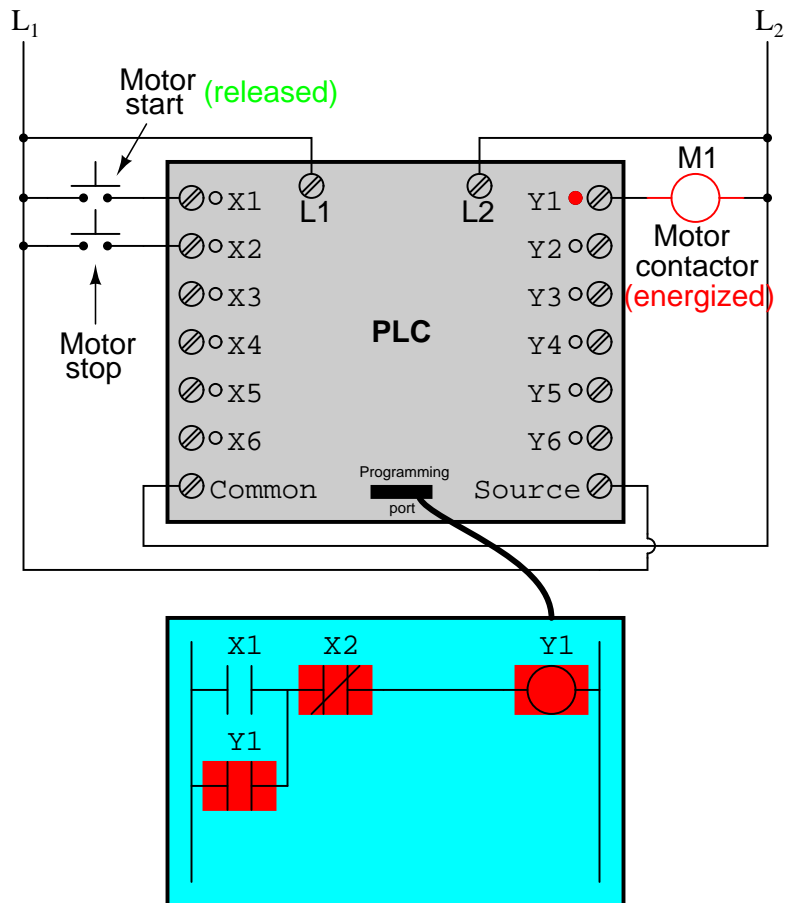 L1
L2
Motor
start
(released)
M1
X1
L1
L2
Y1
X2
Y2
Motor
contactor
(energized)
X3
Y3
Motor
stop
X4
PLC
Y4
X5
Y5
X6
Y6
Common
Programming
port
Source
X1
X2
Y1
Y1